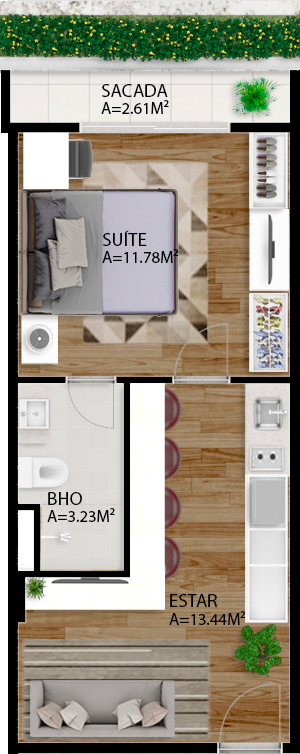 SACADA
A=2.61M²
SUÍTE
A=11.78M²
BHO
A=3.23M²
ESTAR
A=13.44M²